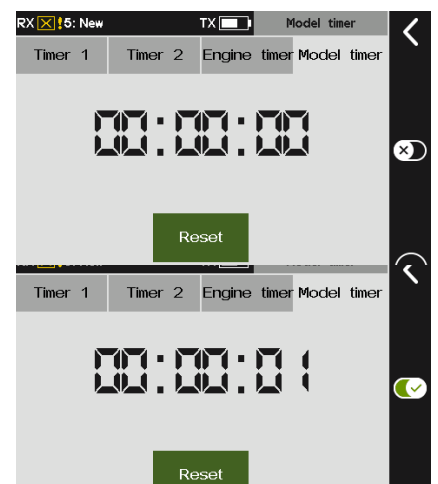 RX 5: New TX Model timer
Timer 1 Timer 2 Engine timer Model timer
00:00:00
Reset
Timer 1 Timer 2 Engine timer Model timer
00:00:01
Reset